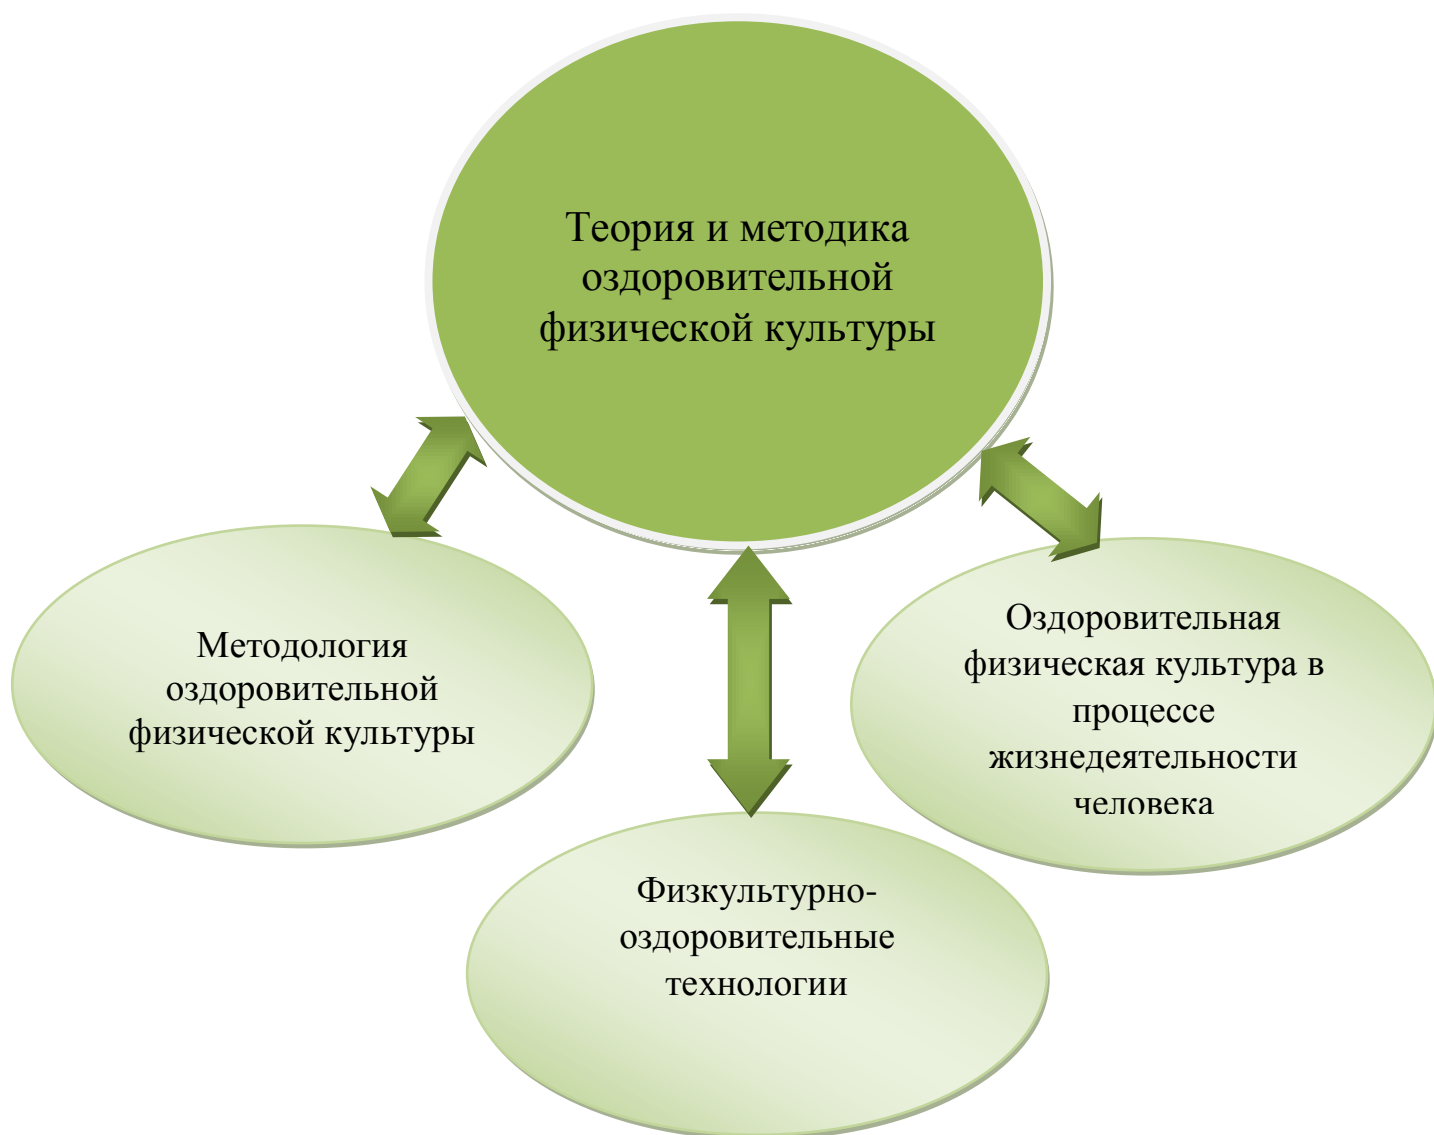 Теория и методика
оздоровительной
физической культуры
Методология
оздоровительной
физической культуры
Оздоровительная
физическая культура в
процессе
жизнедеятельности
человека
Физкультурно-
оздоровительные
технологии